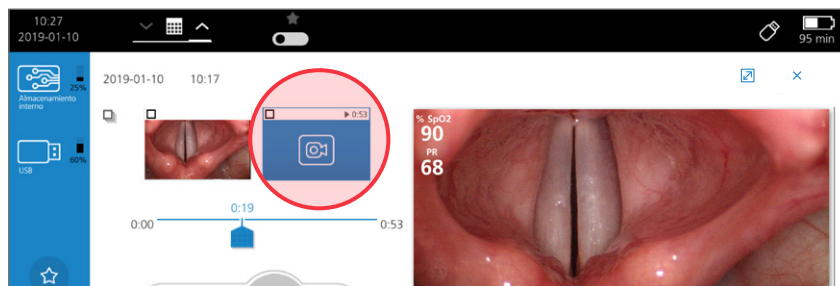 10:27
2019-01-10
95 min
25%
Almacenamiento
interno
60%
USB
2019-01-10 10:17
0:53
0:19
0:00
0:53
% SpO2
90
PR
68